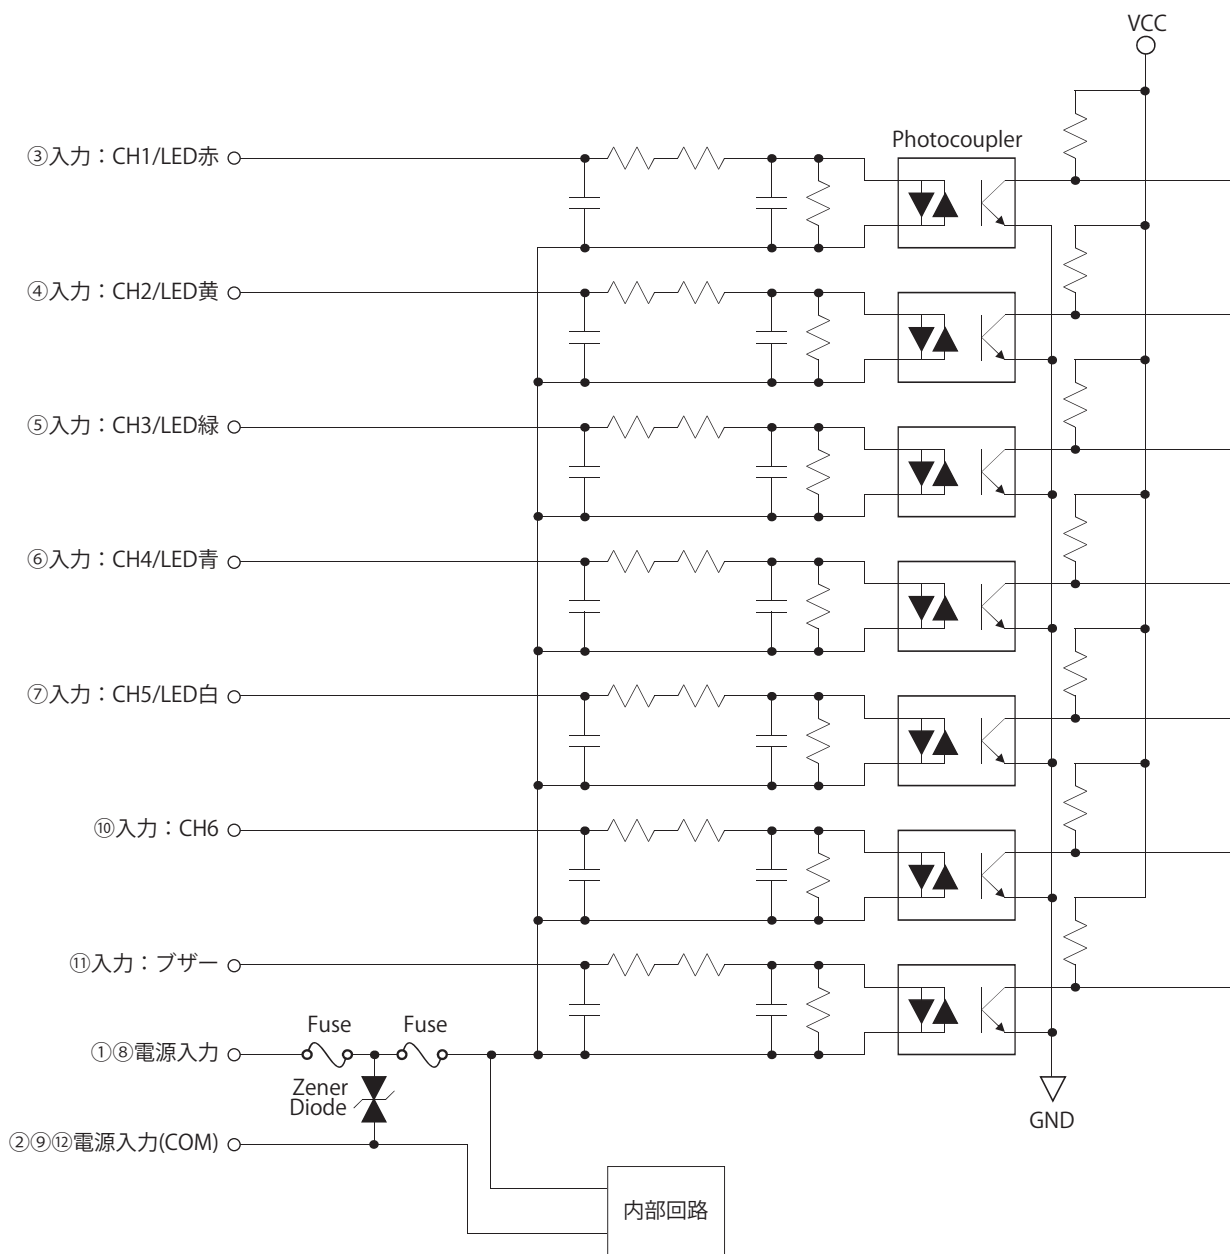 VCC
③入力：CH1/LED赤
Photocoupler
④入力：CH2/LED黄
⑤入力：CH3/LED緑
⑥入力：CH4/LED青
⑦入力：CH5/LED白
⑩入力：CH6
⑪入力：ブザー
Fuse
Fuse
①⑧電源入力
Zener
Diode
②⑨⑫電源入力(COM)
GND
内部回路